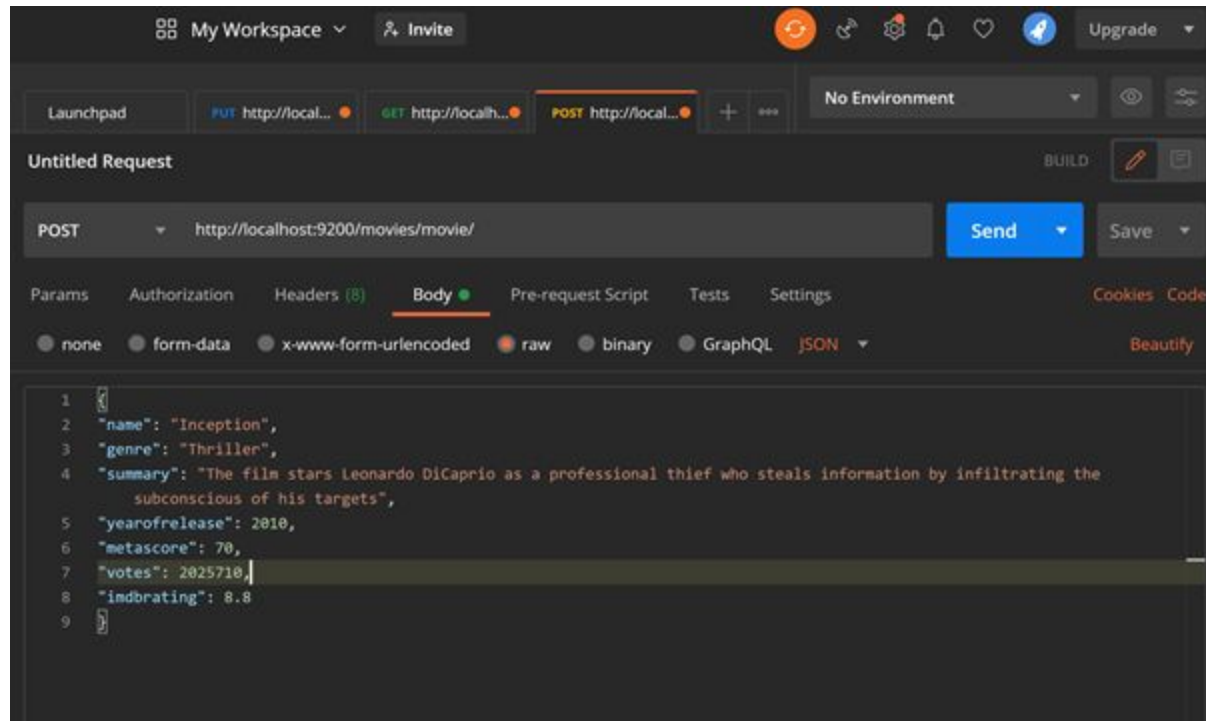 My Workspace Invite Upgrade
Launchpad PUT http://local... GET http://localh... POST http://local... No Environment
Untitled Request BUILD
POST http://localhost:9200/movies/movie/ Send Save
Params Authorization Headers (8) Body Pre-request Script Tests Settings Cookies Code
none form-data x-www-form-urlencoded raw binary GraphQL JSON Beautify
1 {
2 "name": "Inception",
3 "genre": "Thriller",
4 "summary": "The film stars Leonardo DiCaprio as a professional thief who steals information by infiltrating the
subconscious of his targets",
5 "yearofrelease": 2010,
6 "metascore": 70,
7 "votes": 2025710,
8 "imdbrating": 8.8
9 }